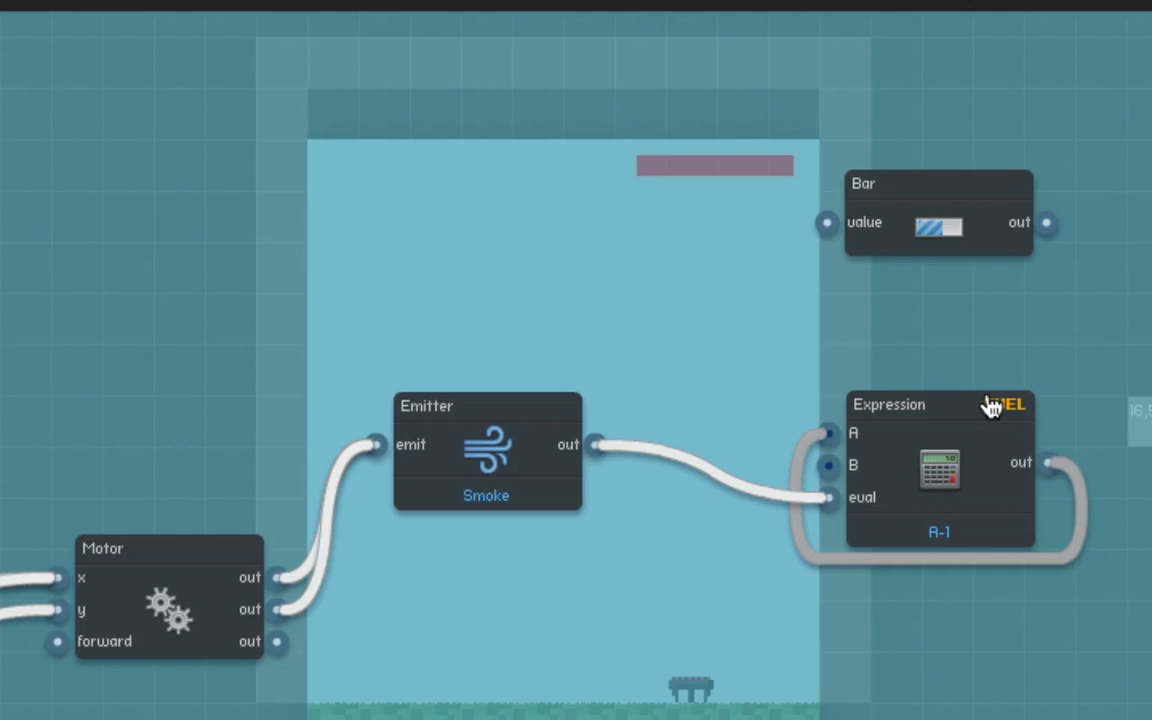 Bar
value
out
Emitter
emit
out
Smoke
Expression
A
B
eval
out
A-1
Motor
x
out
y
out
forward
out